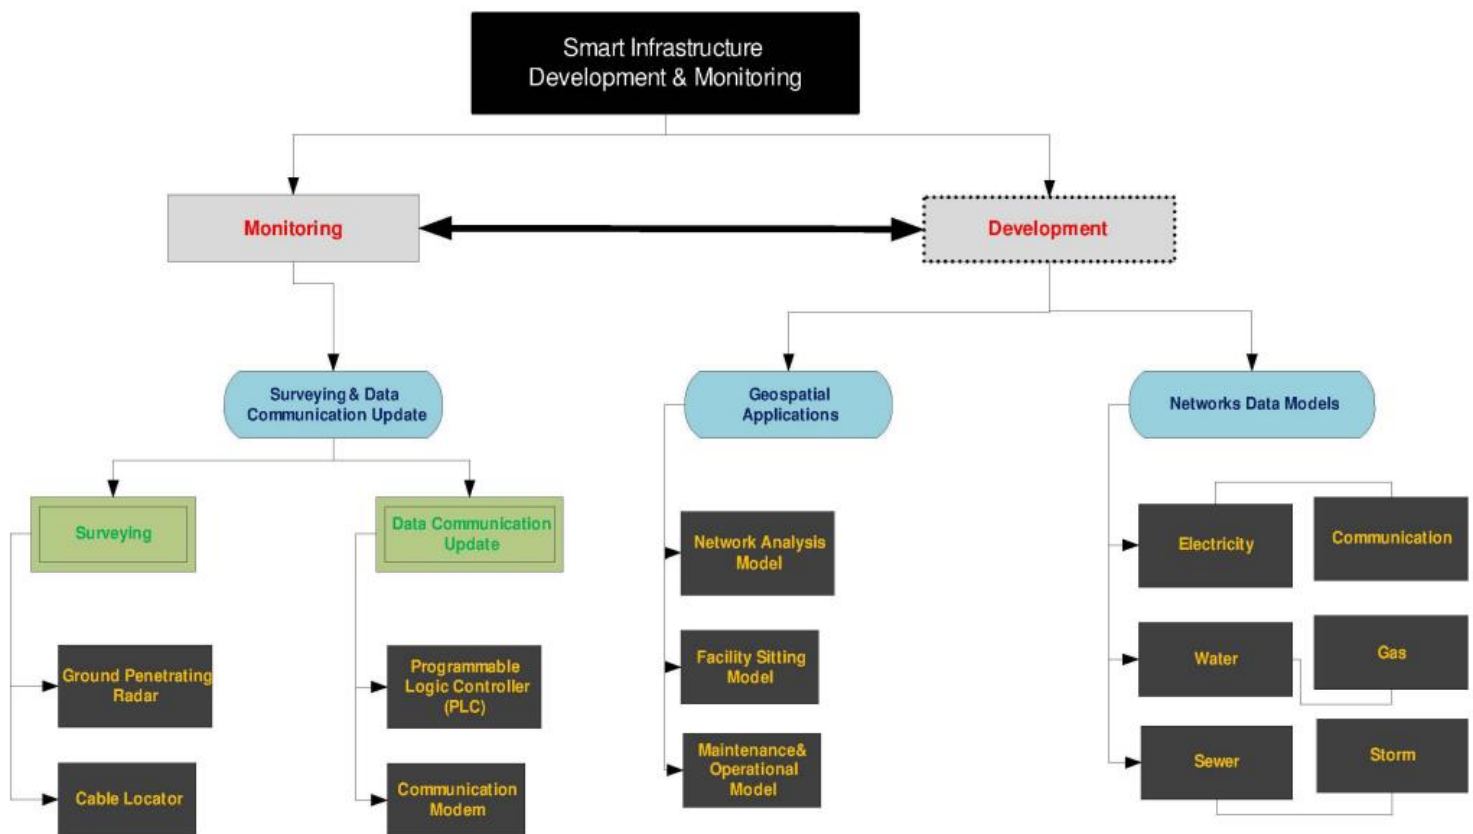 Smart Infrastructure
Development & Monitoring
Monitoring
Development
Surveying & Data
Communication Update
Geospatial
Applications
Networks Data Models
Surveying
Data Communication
Update
Network Analysis
Model
Electricity
Communication
Ground Penetrating
Radar
Programmable
Logic Controller
(PLC)
Facility Sitting
Model
Water
Gas
Cable Locator
Communication
Modem
Maintenance&
Operational
Model
Sewer
Storm